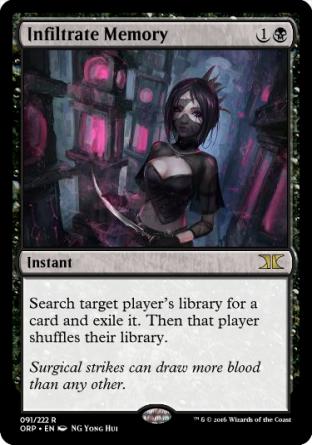 Infiltrate Memory 1
Instant
Search target player's library for a
card and exile it. Then that player
shuffles their library.
Surgical strikes can draw more blood
than any other.
091/222 R
ORP • EN NG YONG HUI
™ & © 2016 Wizards of the Coast